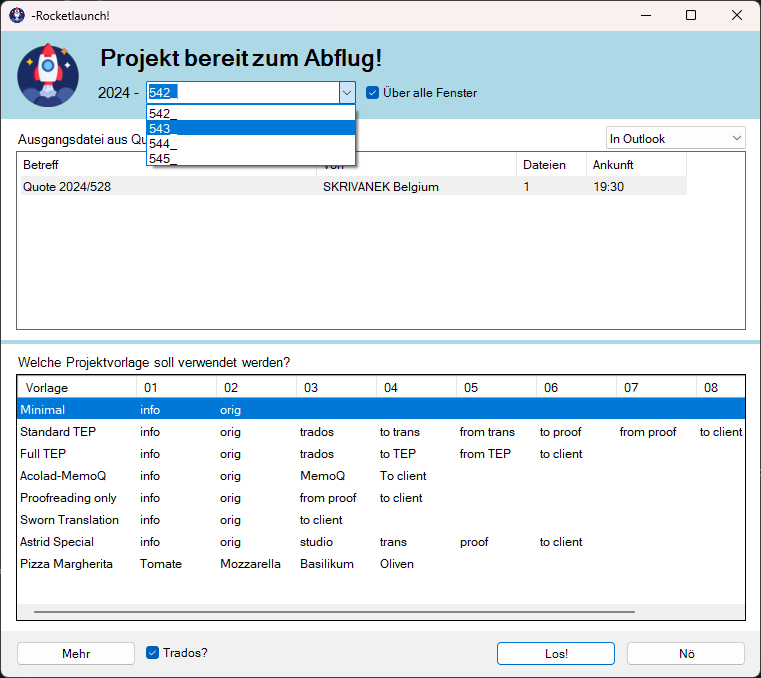 -Rocketlaunch!
Projekt bereit zum Abflug!
2024 - 542_ Über alle Fenster
542_
543_
544_
545_
Ausgangsdatei aus Qu
In Outlook
Betreff von Dateien Ankunft
Quote 2024/528 SKRIVANEK Belgium 1 19:30
Welche Projektvorlage soll verwendet werden?
Vorlage 01 02 03 04 05 06 07 08
Minimal info orig
Standard TEP info orig trados to trans from trans to proof from proof to client
Full TEP info orig trados to TEP from TEP to client
Acolad-MemoQ info orig MemoQ To client
Proofreading only info orig from proof to client
Sworn Translation info orig to client
Astrid Special info orig studio trans proof to client
Pizza Margherita Tomate Mozzarella Basilikum Oliven
Mehr Trados? Los! Nö